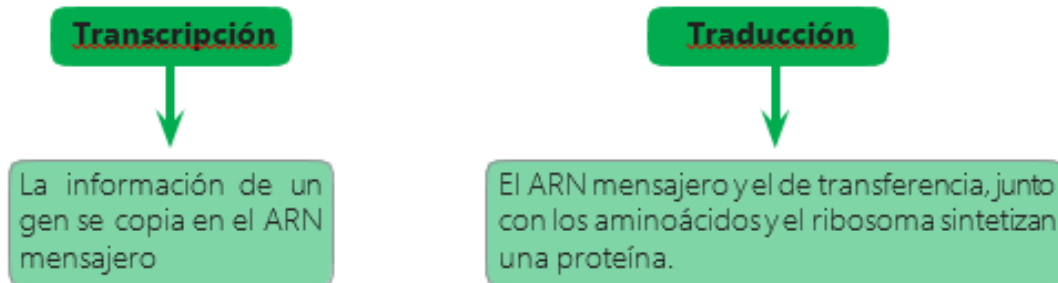 Transcripción
La información de un
gen se copia en el ARN
mensajero
Traducción
El ARN mensajero y el de transferencia, junto
con los aminoácidos y el ribosoma sintetizan
una proteína.